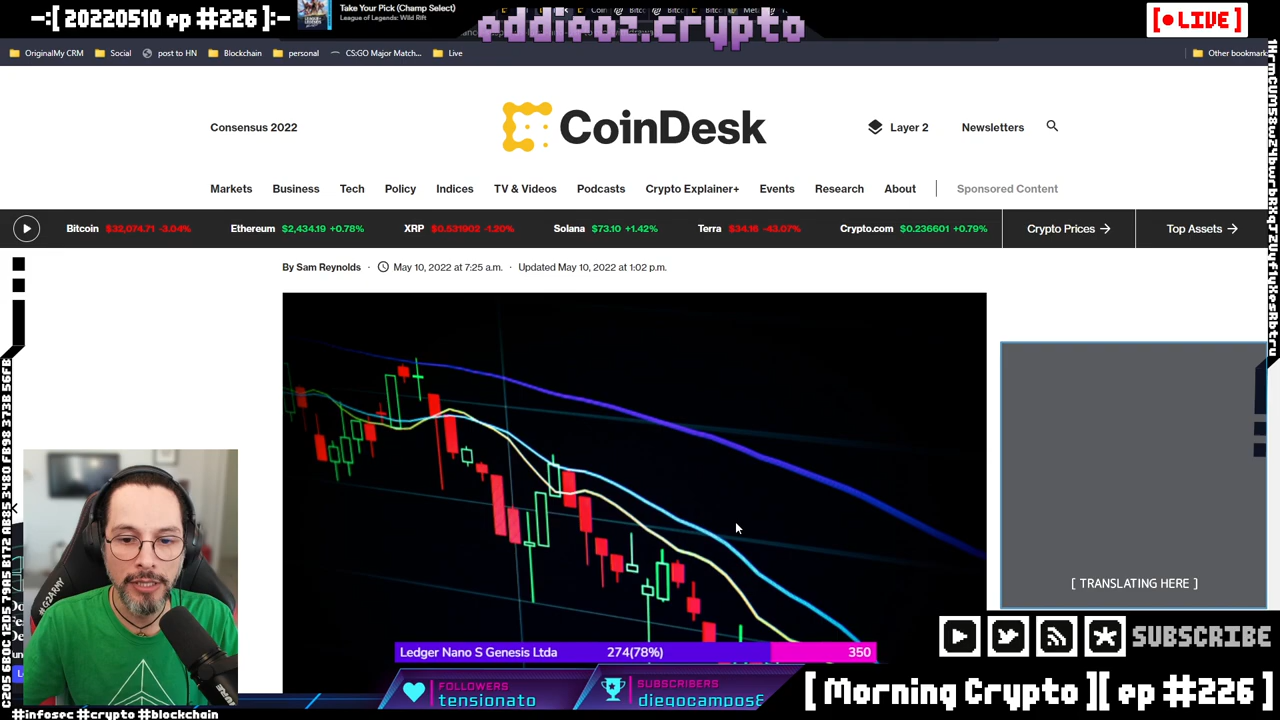 -:[ 20220510 ep #226 ]:-
Take Your Pick (Champ Select)
League of Legends: Wild Rift
eddieoz.crypto
[● LIVE]
OriginalMy CRM
Social
post to HN
Blockchain
personal
CS:GO Major Match...
Live
Other bookmark
Consensus 2022
CoinDesk
Layer 2
Newsletters
Markets
Business
Tech
Policy
Indices
TV & Videos
Podcasts
Crypto Explainer+
Events
Research
About
Sponsored Content
Bitcoin $32,074.71 -3.04%
Ethereum $2,434.19 +0.78%
XRP $0.531902 -1.20%
Solana $73.10 +1.42%
Terra $34.16 -43.07%
Crypto.com $0.236601 +0.79%
Crypto Prices →
Top Assets →
By Sam Reynolds · May 10, 2022 at 7:25 a.m. · Updated May 10, 2022 at 1:02 p.m.
[ TRANSLATING HERE ]
#G2ARMY
Ledger Nano S Genesis Ltda 274(78%) 350
FOLLOWERS
tensionato
SUBSCRIBERS
diegocampos8
SUBSCRIBE
[ Morning Crypto ][ ep #226 ]
#infosec #crypto #blockchain